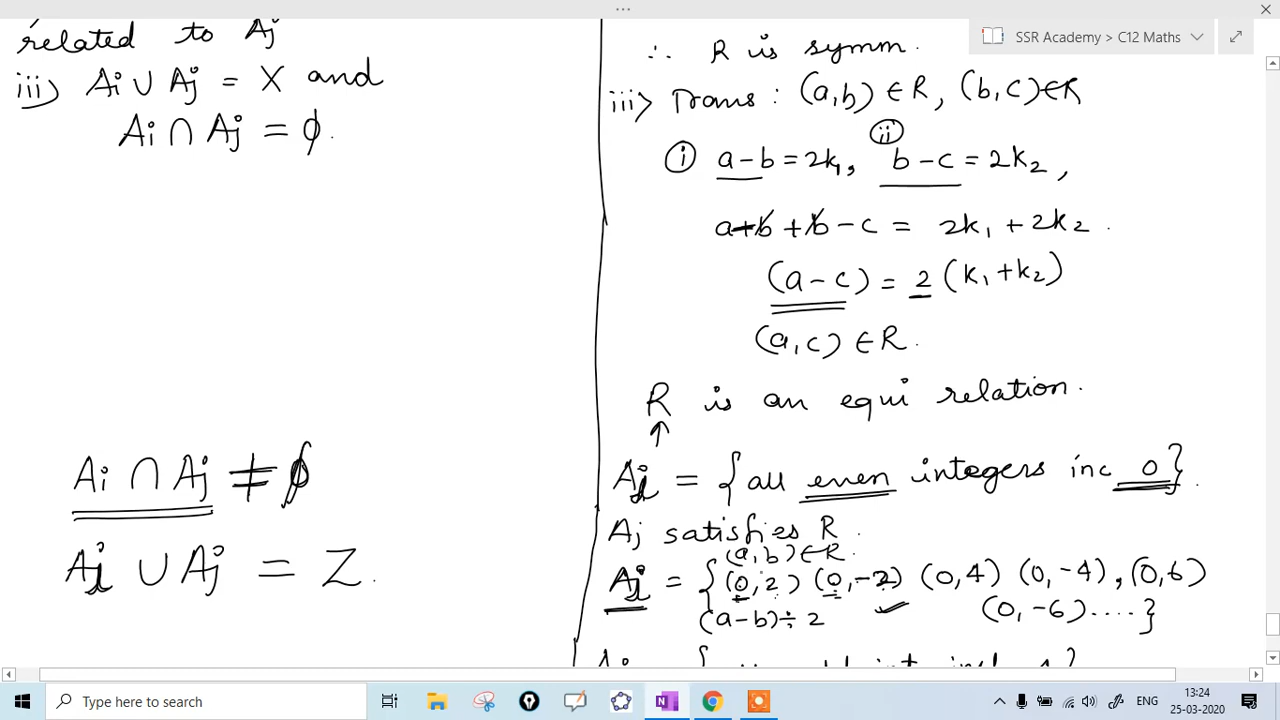 SSR Academy > C12 Maths
related to Aj
iii) Ai ∪ Aj = X and
Ai ∩ Aj = ϕ.
Ai ∩ Aj ≠ ϕ
Ai ∪ Aj = Z.
∴ R is symm.
iii) Trans : (a,b) ∈ R, (b,c) ∈ R
(i) a-b = 2k₁, (ii) b-c = 2k₂,
a-b+b-c = 2k₁+2k₂.
(a-c) = 2(k₁+k₂)
(a,c) ∈ R.
R is an equi relation.
↑
Ai = {all even integers inc 0}.
Aj satisfies R.
(a,b) ∈ R.
Ai = {(0,2) (0,-2) (0,4) (0,-4), (0,6)
(a-b)÷2 (0,-6)....}
Type here to search
13:24
25-03-2020